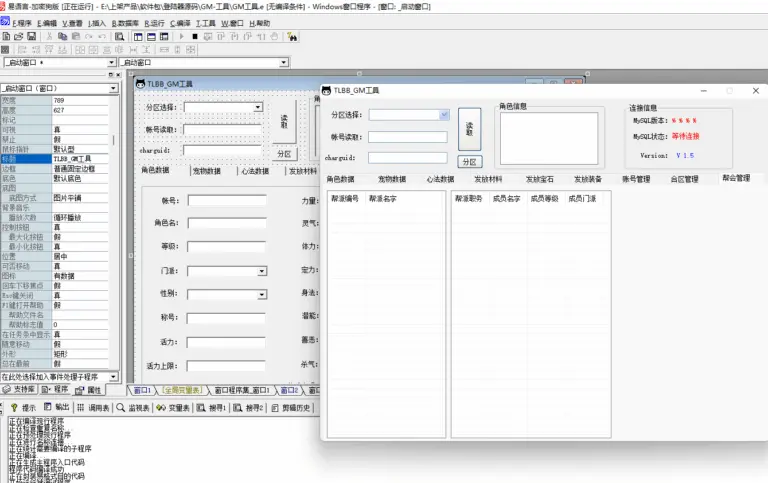 易语言-加密狗版 [正在运行] - E:\上架产品\软件包\登陆器源码\GM-工具\GM工具.e [无编译条件] - Windows窗口程序 - [窗口: _启动窗口]
F.程序 E.编辑 V.查看 I.插入 B.数据库 R.运行 C.编译 T.工具 W.窗口 H.帮助
_启动窗口 *
_启动窗口（窗口）
宽度 789
高度 627
标记
可视 真
禁止 假
鼠标指针 默认型
标题 TLBB_GM工具
边框 普通固定边框
底色 默认底色
底图
底图方式 图片平铺
背景音乐
播放次数 循环播放
控制按钮 真
最大化按钮 假
最小化按钮 真
位置 居中
可否移动 真
图标 有数据
回车下移焦点 假
Esc键关闭 真
F1键打开帮助 假
帮助文件名
帮助标志值 0
在任务条中显示 真
随意移动 假
外形 矩形
总在最前 假
在此处选择加入事件处理子程序
支持库 程序 属性
TLBB_GM工具
分区选择:
帐号读取:
charguid:
读取
分区
角色数据 宠物数据 心法数据 发放材料
帐号:
角色名:
等级:
门派:
性别:
称号:
活力:
活力上限:
力量:
灵气:
体力:
定力:
身法:
潜能:
善恶:
杀气:
窗口1 [全局变量表] 窗口程序集_窗口1 窗口2
TLBB_GM工具
分区选择:
帐号读取:
charguid:
读取
分区
角色信息
连接信息
MySQL版本: % % % %
MySQL状态: 等待连接
Version: V 1.5
角色数据 宠物数据 心法数据 发放材料 发放宝石 发放装备 账号管理 合区管理 帮会管理
帮派编号 帮派名字
帮派职务 成员名字 成员等级 成员门派
提示 输出 调用表 监视表 变量表 搜寻1 搜寻2 剪辑历史
正在编译现行程序
正在检查重复名称...
正在预处理现行程序
正在进行名称连接...
正在统计需要编译的子程序
正在编译...
正在生成主程序入口代码
程序代码编译成功
正在封装易格式目的代码